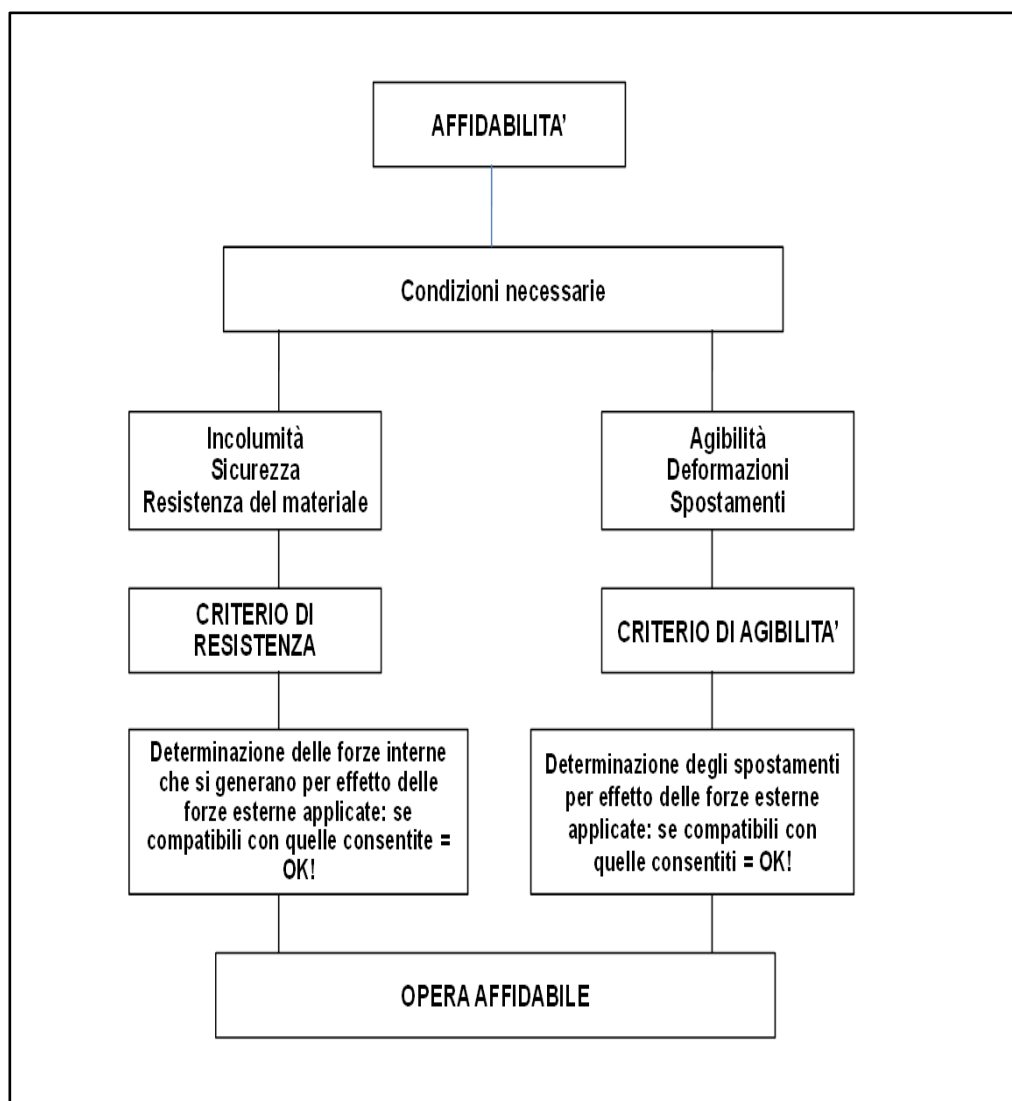 AFFIDABILITA’
Condizioni necessarie
Incolumità
Sicurezza
Resistenza del materiale
Agibilità
Deformazioni
Spostamenti
CRITERIO DI
RESISTENZA
CRITERIO DI AGIBILITA’
Determinazione delle forze interne
che si generano per effetto delle
forze esterne applicate: se
compatibili con quelle consentite =
OK!
Determinazione degli spostamenti
per effetto delle forze esterne
applicate: se compatibili con
quelle consentiti = OK!
OPERA AFFIDABILE